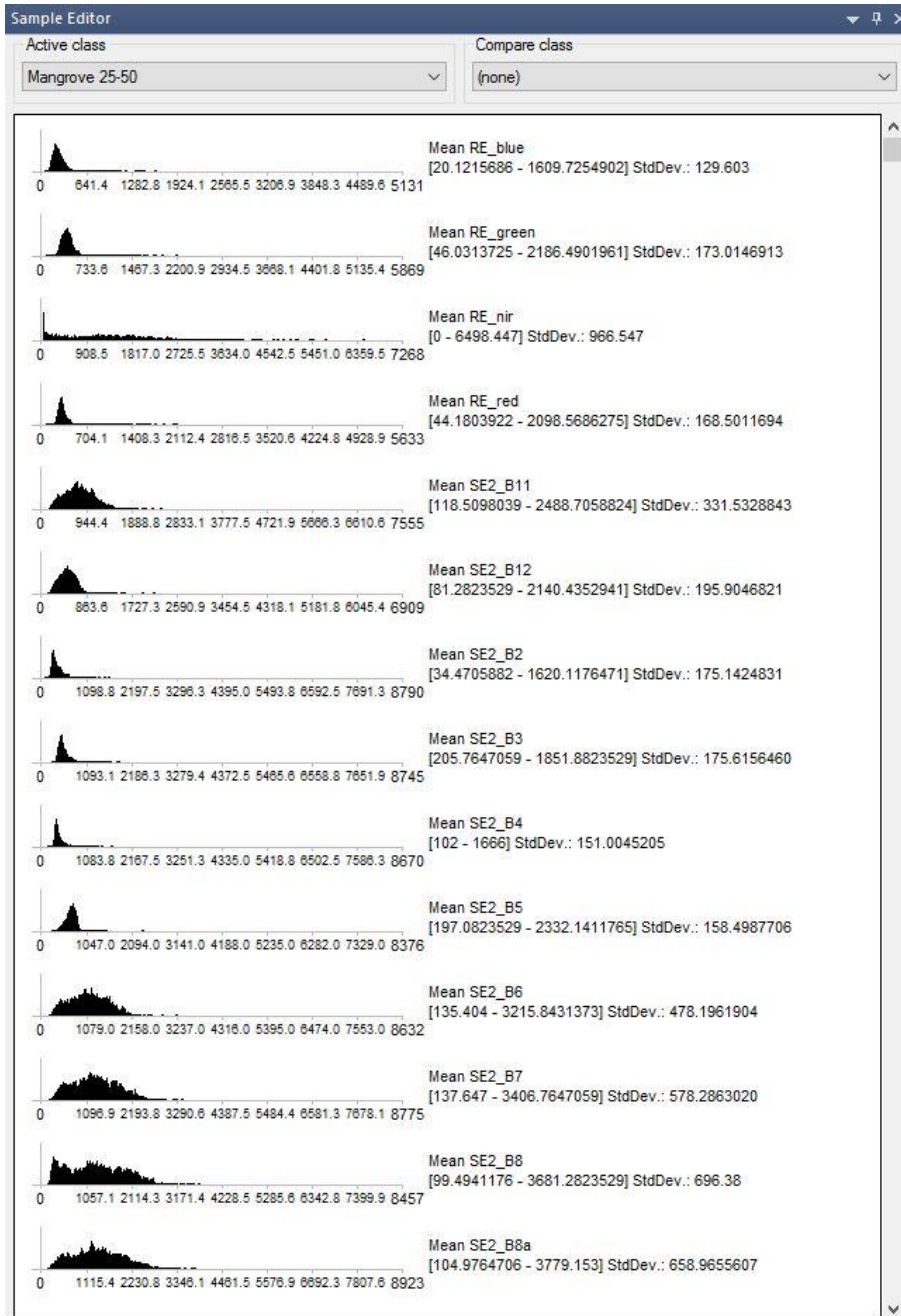 Sample Editor
Active class
Compare class
Mangrove 25-50
(none)
Mean RE_blue
[20.1215686 - 1609.7254902] StdDev.: 129.603
0 641.4 1282.8 1924.1 2565.5 3206.9 3848.3 4489.6 5131
Mean RE_green
[46.0313725 - 2186.4901961] StdDev.: 173.0146913
0 733.6 1467.3 2200.9 2934.5 3668.1 4401.8 5135.4 5869
Mean RE_nir
[0 - 6498.447] StdDev.: 966.547
0 908.5 1817.0 2725.5 3634.0 4542.5 5451.0 6359.5 7268
Mean RE_red
[44.1803922 - 2098.5686275] StdDev.: 168.5011694
0 704.1 1408.3 2112.4 2816.5 3520.6 4224.8 4928.9 5633
Mean SE2_B11
[118.5098039 - 2488.7058824] StdDev.: 331.5328843
0 944.4 1888.8 2833.1 3777.5 4721.9 5666.3 6610.6 7555
Mean SE2_B12
[81.2823529 - 2140.4352941] StdDev.: 195.9046821
0 863.6 1727.3 2590.9 3454.5 4318.1 5181.8 6045.4 6909
Mean SE2_B2
[34.4705882 - 1620.1176471] StdDev.: 175.1424831
0 1098.8 2197.5 3296.3 4395.0 5493.8 6592.5 7691.3 8790
Mean SE2_B3
[205.7647059 - 1851.8823529] StdDev.: 175.6156460
0 1093.1 2186.3 3279.4 4372.5 5465.6 6558.8 7651.9 8745
Mean SE2_B4
[102 - 1666] StdDev.: 151.0045205
0 1083.8 2167.5 3251.3 4335.0 5418.8 6502.5 7586.3 8670
Mean SE2_B5
[197.0823529 - 2332.1411765] StdDev.: 158.4987706
0 1047.0 2094.0 3141.0 4188.0 5235.0 6282.0 7329.0 8376
Mean SE2_B6
[135.404 - 3215.8431373] StdDev.: 478.1961904
0 1079.0 2158.0 3237.0 4316.0 5395.0 6474.0 7553.0 8632
Mean SE2_B7
[137.647 - 3406.7647059] StdDev.: 578.2863020
0 1096.9 2193.8 3290.6 4387.5 5484.4 6581.3 7678.1 8775
Mean SE2_B8
[99.4941176 - 3681.2823529] StdDev.: 696.38
0 1057.1 2114.3 3171.4 4228.5 5285.6 6342.8 7399.9 8457
Mean SE2_B8a
[104.9764706 - 3779.153] StdDev.: 658.9655607
0 1115.4 2230.8 3346.1 4461.5 5576.9 6692.3 7807.6 8923